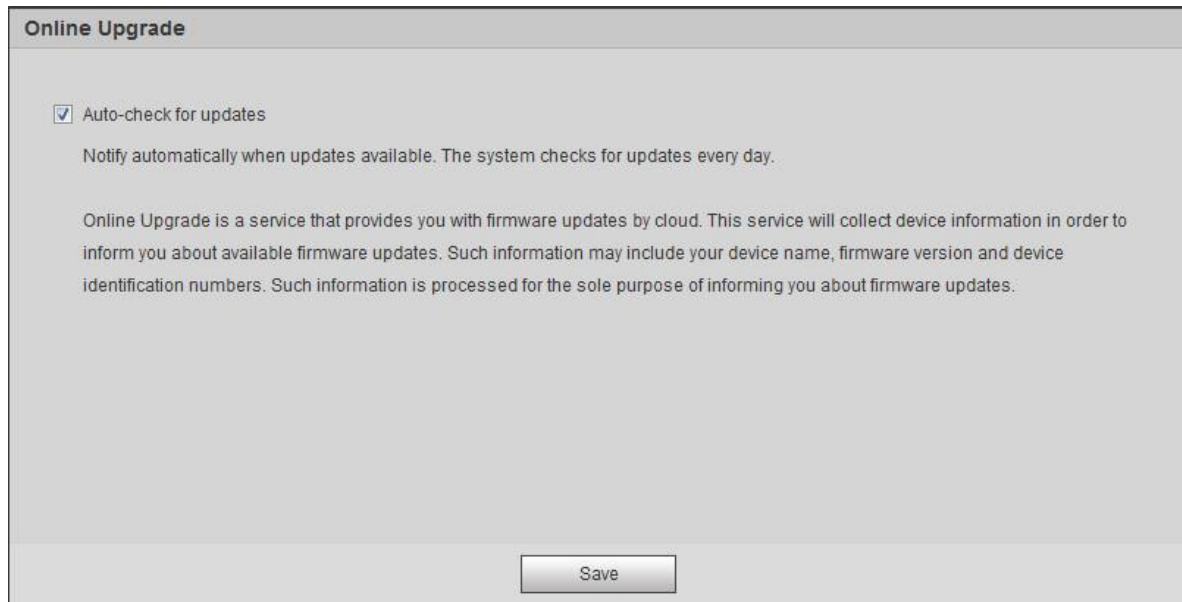 Online Upgrade
Auto-check for updates
Notify automatically when updates available. The system checks for updates every day.
Online Upgrade is a service that provides you with firmware updates by cloud. This service will collect device information in order to
inform you about available firmware updates. Such information may include your device name, firmware version and device
identification numbers. Such information is processed for the sole purpose of informing you about firmware updates.
Save